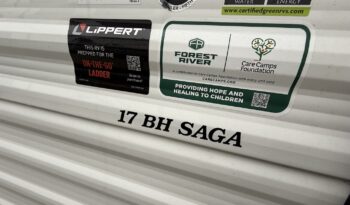 www.certifiedgreenrvs.com
LIPPERT
THIS RV IS
PREPARED FOR THE
ON-THE-GO
LADDER
FOREST
RIVER
Care Camps
Foundation
PROVIDING HOPE AND
HEALING TO CHILDREN
17 BH SAGA